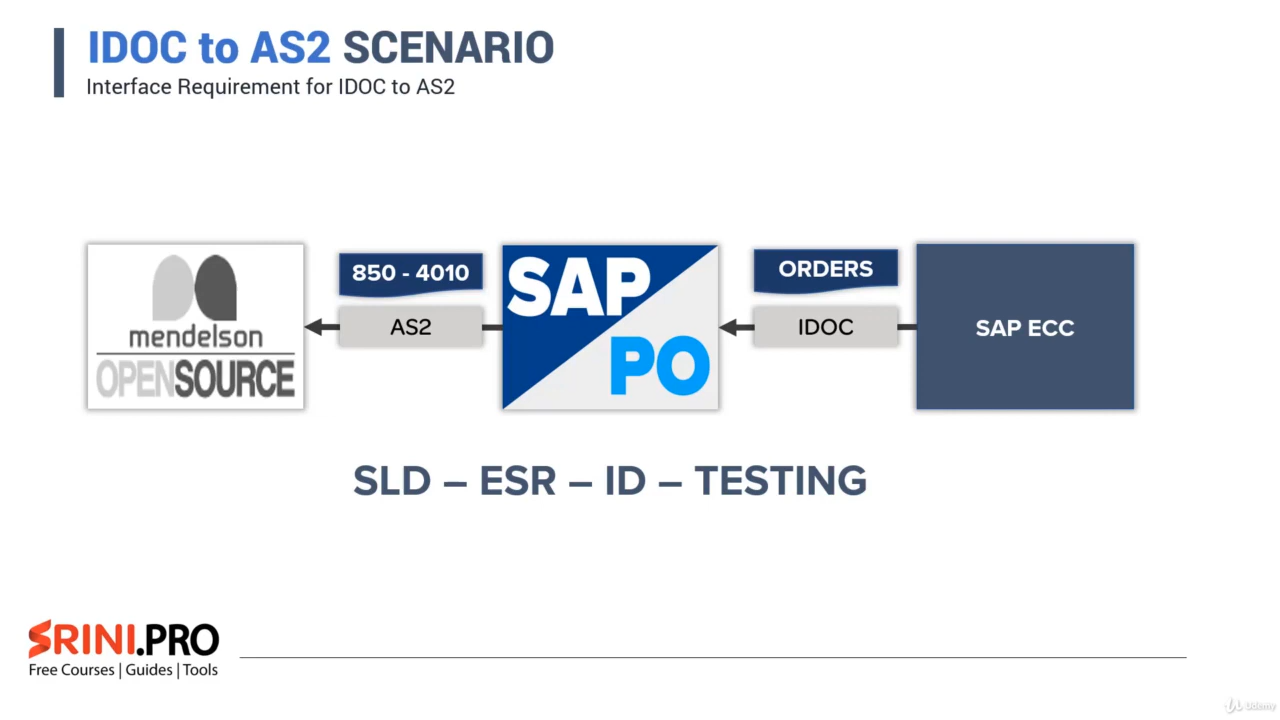 IDOC to AS2 SCENARIO
Interface Requirement for IDOC to AS2
mendelson
OPENSOURCE
850 - 4010
AS2
SAP
PO
ORDERS
IDOC
SAP ECC
SLD – ESR – ID – TESTING
SRINI.PRO
Free Courses | Guides | Tools
Udemy